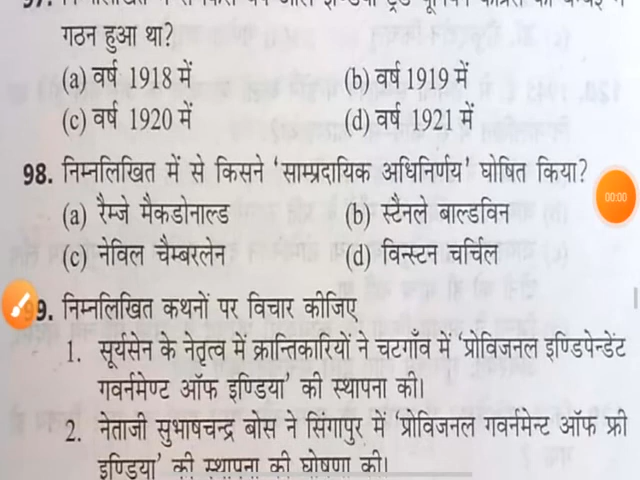 गठन हुआ था?
(a) वर्ष 1918 में (b) वर्ष 1919 में
(c) वर्ष 1920 में (d) वर्ष 1921 में
98. निम्नलिखित में से किसने ‘साम्प्रदायिक अधिनिर्णय’ घोषित किया?
(a) रैम्जे मैकडोनाल्ड (b) स्टैनले बाल्डविन
00:00
(c) नेविल चैम्बरलेन (d) विन्स्टन चर्चिल
99. निम्नलिखित कथनों पर विचार कीजिए
1. सूर्यसेन के नेतृत्व में क्रान्तिकारियों ने चटगाँव में ‘प्रोविजनल इण्डिपेन्डेंट
गवर्नमेण्ट ऑफ इण्डिया’ की स्थापना की।
2. नेताजी सुभाषचन्द्र बोस ने सिंगापुर में ‘प्रोविजनल गवर्नमेन्ट ऑफ फ्री
इण्डिया’ की स्थापना की घोषणा की।